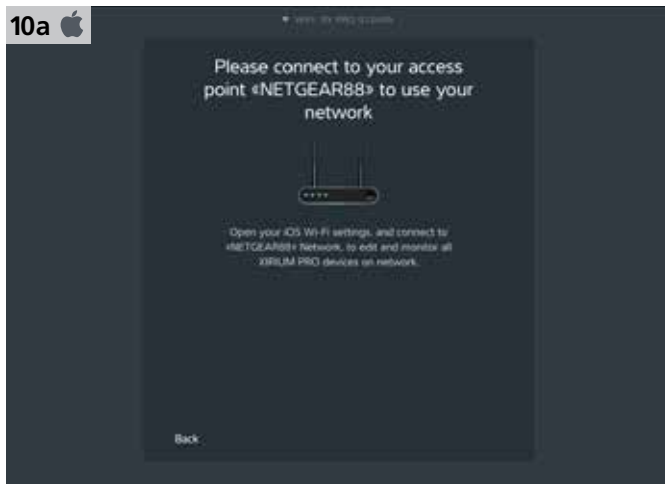 10a
Please connect to your access
point «NETGEAR88» to use your
network
Open your iOS Wi-Fi settings, and connect to
«NETGEAR88» Network, to edit and monitor all
XIRIUM PRO devices on network.
Back